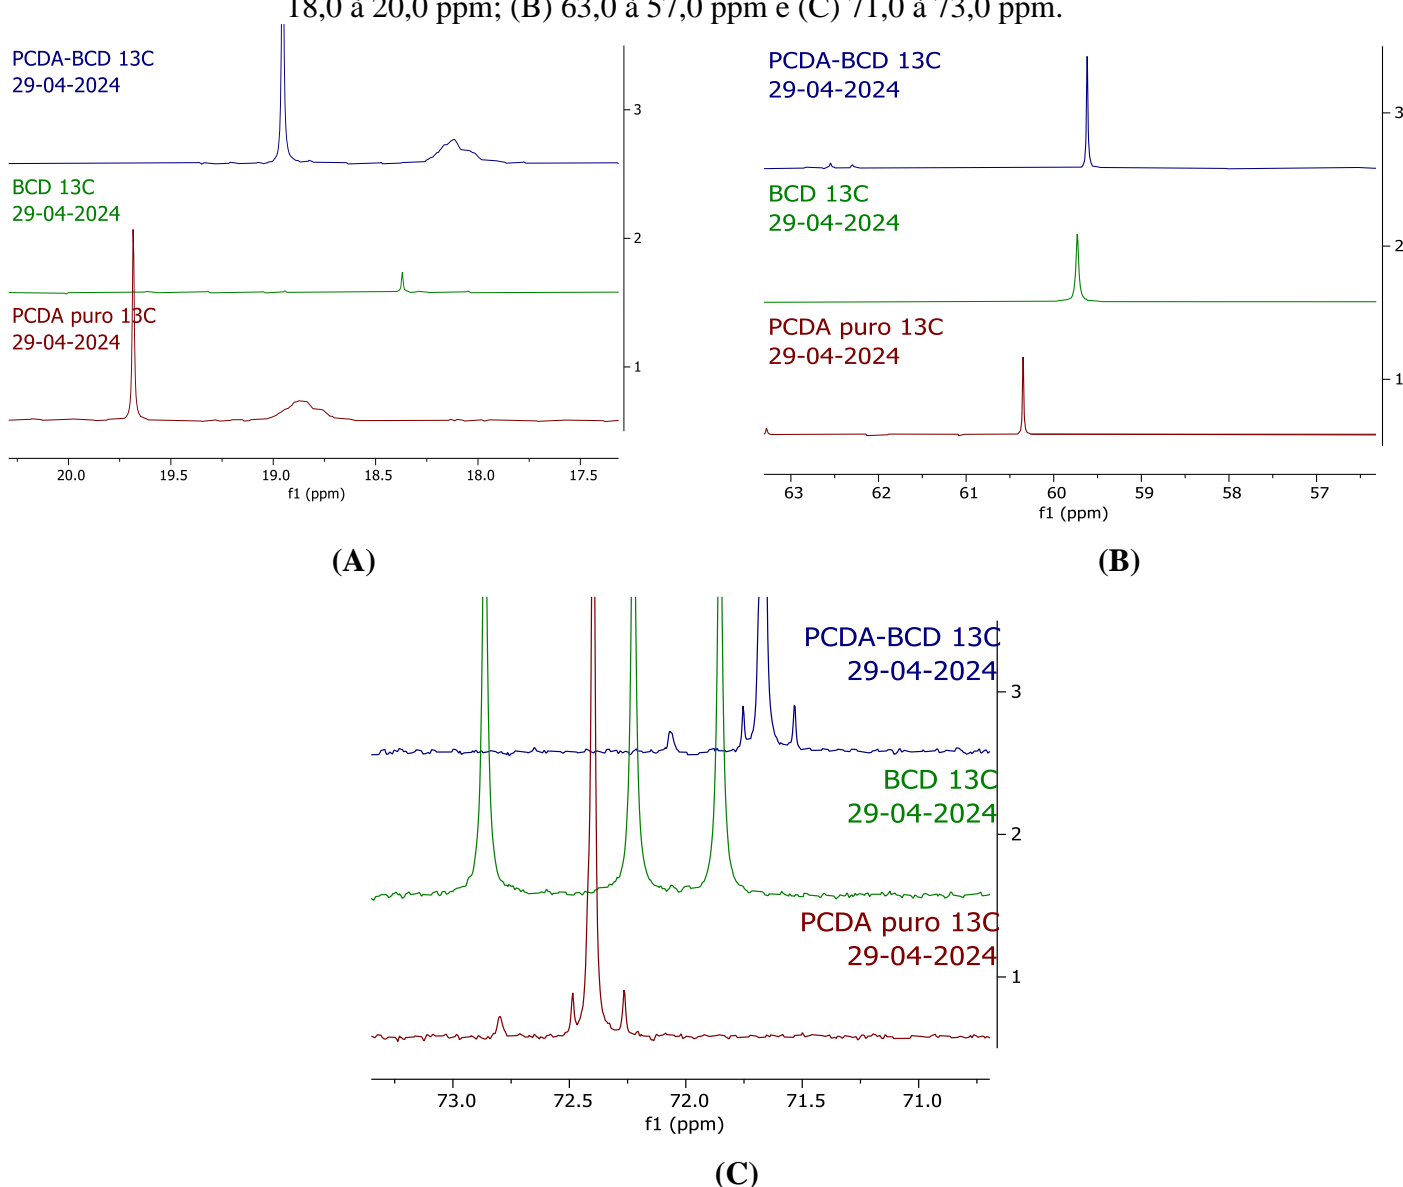 18,0 à 20,0 ppm; (B) 63,0 à 57,0 ppm e (C) 71,0 à 73,0 ppm.
PCDA-BCD 13C
29-04-2024
3
BCD 13C
29-04-2024
2
PCDA puro 13C
29-04-2024
1
20.0 19.5 19.0 18.5 18.0 17.5
f1 (ppm)
(A)
PCDA-BCD 13C
29-04-2024
3
BCD 13C
29-04-2024
2
PCDA puro 13C
29-04-2024
1
63 62 61 60 59 58 57
f1 (ppm)
(B)
PCDA-BCD 13C
29-04-2024
3
BCD 13C
29-04-2024
2
PCDA puro 13C
29-04-2024
1
73.0 72.5 72.0 71.5 71.0
f1 (ppm)
(C)